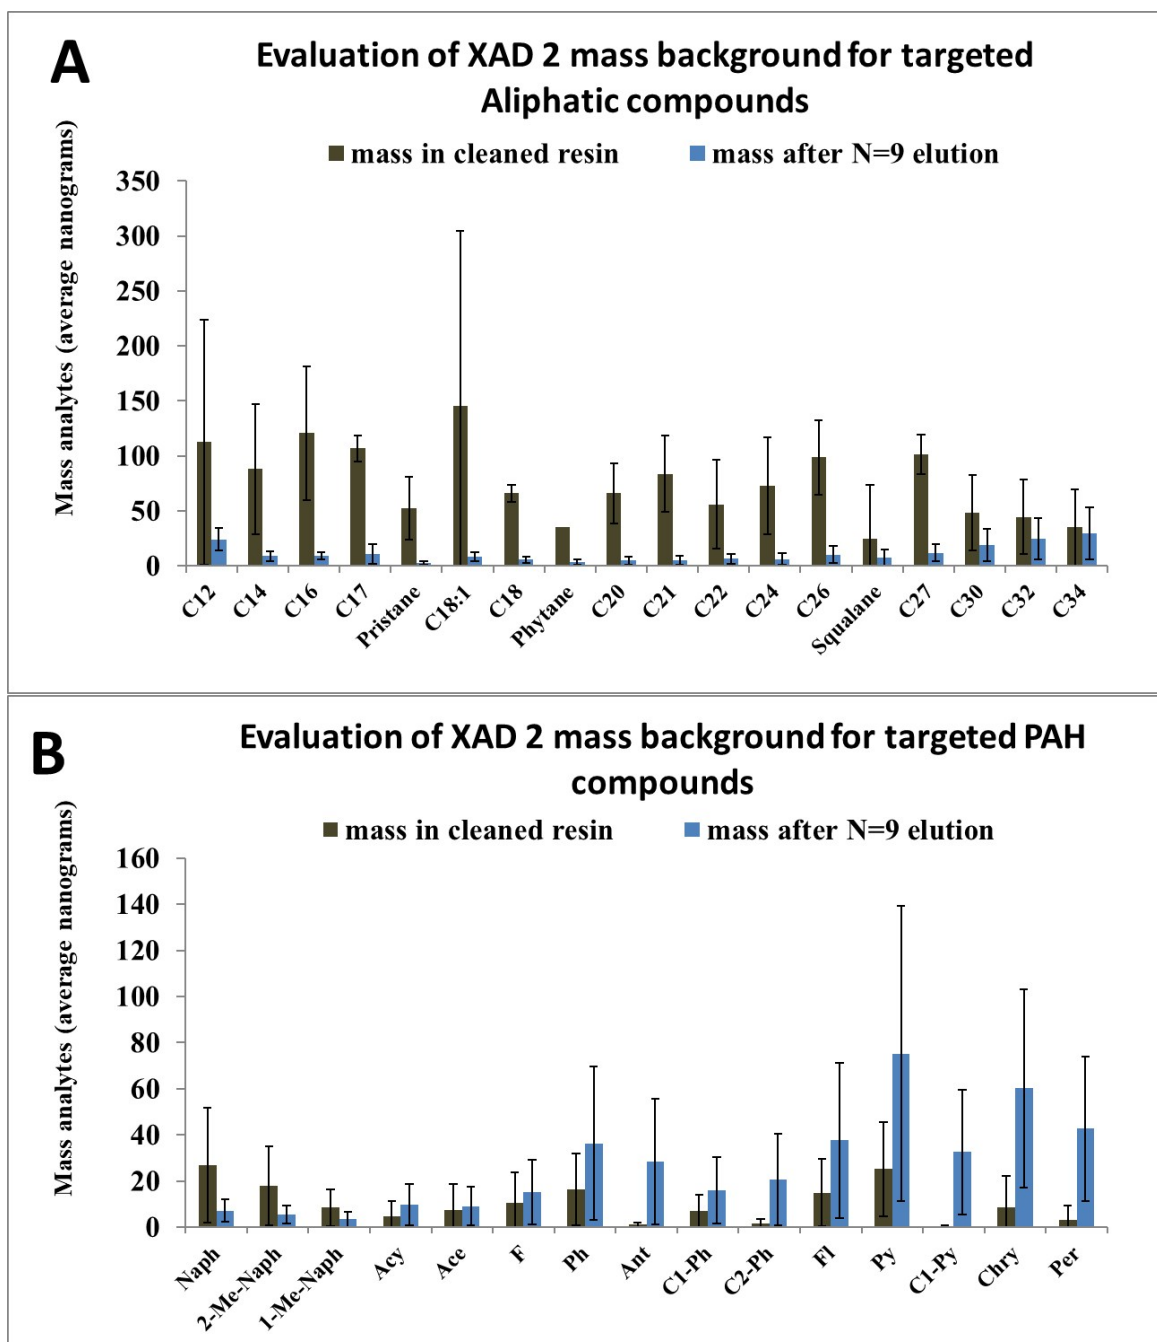 A
Evaluation of XAD 2 mass background for targeted
Aliphatic compounds
mass in cleaned resin
mass after N=9 elution
Mass analytes (average nanograms)
350
300
250
200
150
100
50
0
C12
C14
C16
C17
Pristane
C18:1
C18
Phytane
C20
C21
C22
C24
C26
Squalane
C27
C30
C32
C34
B
Evaluation of XAD 2 mass background for targeted PAH
compounds
mass in cleaned resin
mass after N=9 elution
Mass analytes (average nanograms)
160
140
120
100
80
60
40
20
0
Naph
2-Me-Naph
1-Me-Naph
Acy
Ace
F
Ph
Ant
C1-Ph
C2-Ph
Fl
Py
C1-Py
Chry
Per